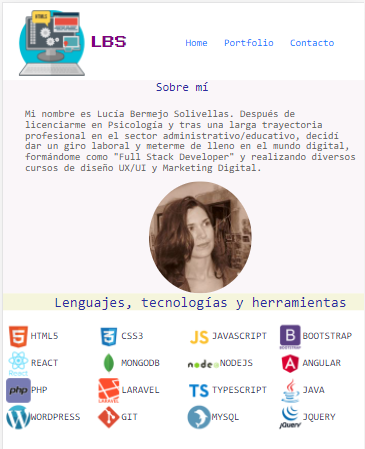 LBS
Home Portfolio Contacto
Sobre mí
Mi nombre es Lucía Bermejo Solivellas. Después de
licenciarme en Psicología y tras una larga trayectoria
profesional en el sector administrativo/educativo, decidí
dar un giro laboral y meterme de lleno en el mundo digital,
formándome como "Full Stack Developer" y realizando diversos
cursos de diseño UX/UI y Marketing Digital.
Lenguajes, tecnologías y herramientas
HTML5 CSS3 JS JAVASCRIPT BOOTSTRAP
React REACT MONGODB node NODEJS ANGULAR
php PHP LARAVEL LARAVEL TS TYPESCRIPT Java JAVA
WORDPRESS GIT MYSQL jQuery JQUERY